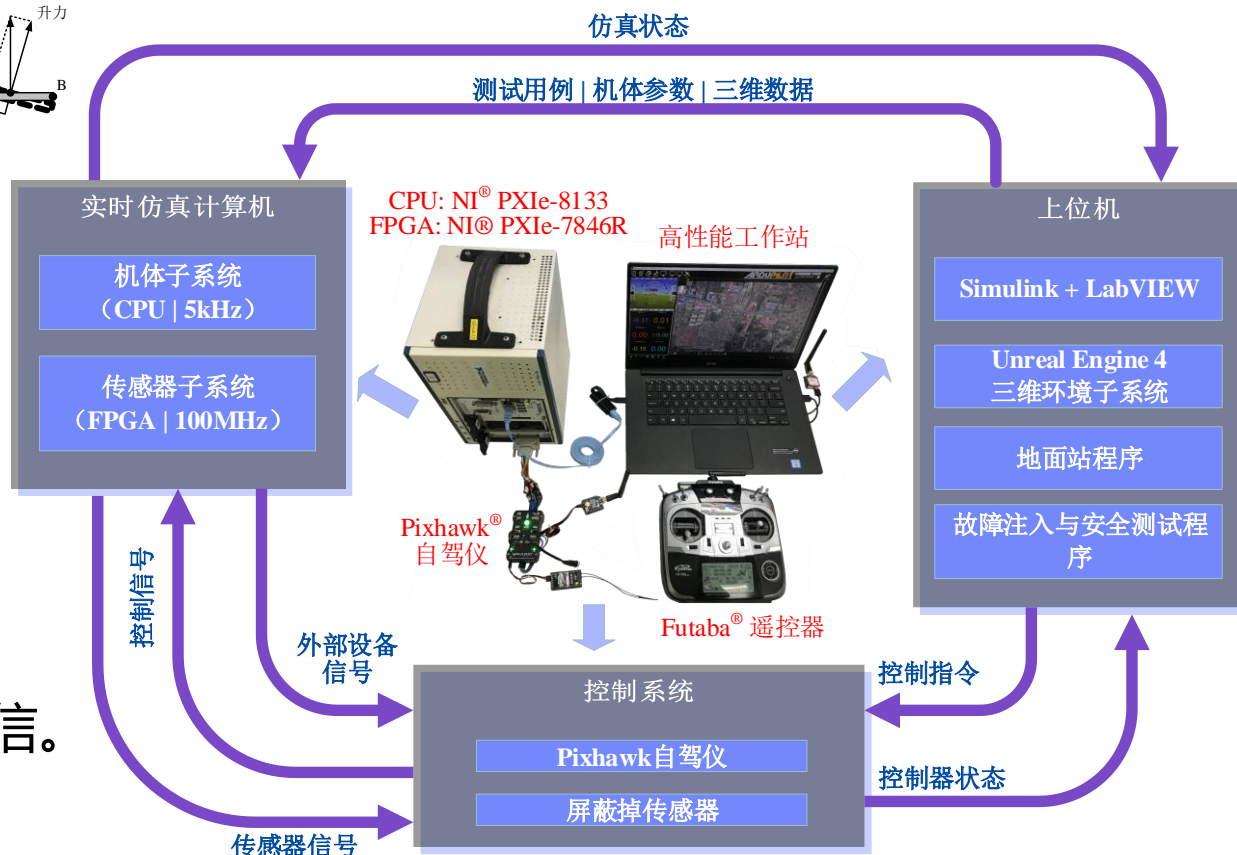 升力
B
仿真状态
测试用例 | 机体参数 | 三维数据
实时仿真计算机
机体子系统
（CPU | 5kHz）
传感器子系统
（FPGA | 100MHz）
CPU: NI® PXIe-8133
FPGA: NI® PXIe-7846R
高性能工作站
ARDUPILOT
Pixhawk®
自驾仪
Futaba® 遥控器
上位机
Simulink + LabVIEW
Unreal Engine 4
三维环境子系统
地面站程序
故障注入与安全测试程
序
控制信号
外部设备
信号
控制指令
信。
控制系统
Pixhawk自驾仪
屏蔽掉传感器
控制器状态
传感器信号